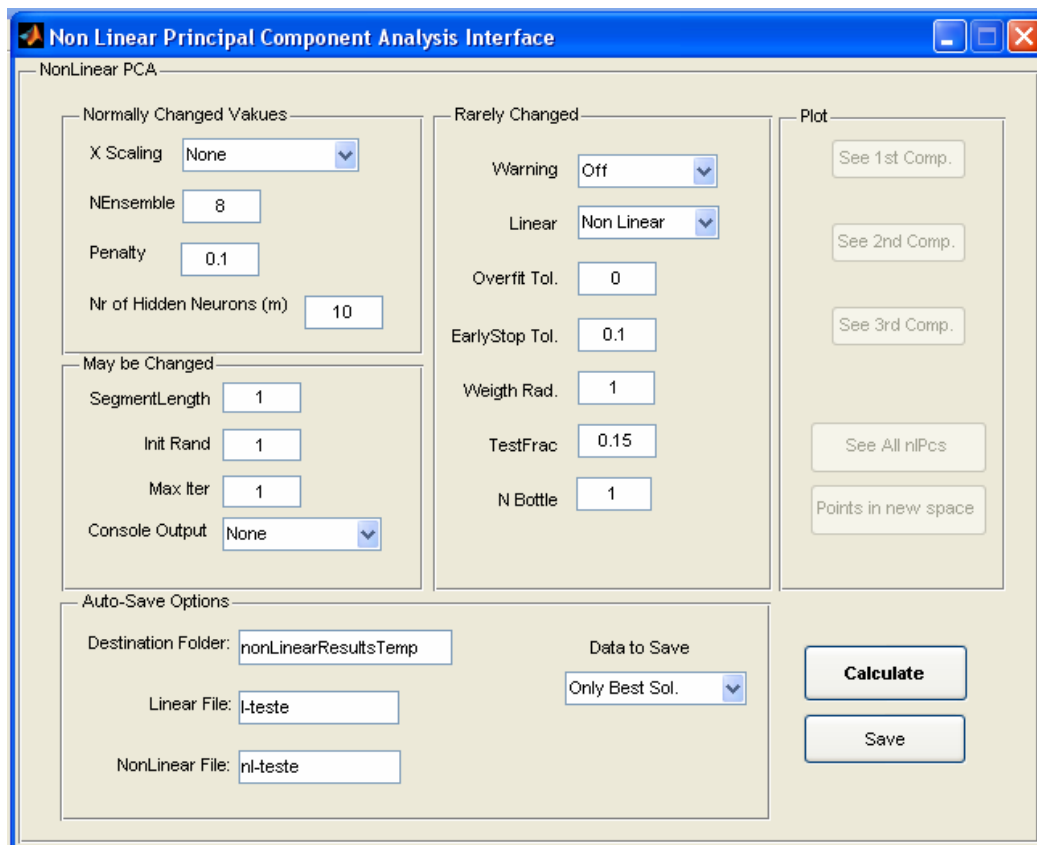 Non Linear Principal Component Analysis Interface
NonLinear PCA
Normally Changed Vakues
X Scaling None
NEnsemble 8
Penalty 0.1
Nr of Hidden Neurons (m) 10
May be Changed
SegmentLength 1
Init Rand 1
Max Iter 1
Console Output None
Rarely Changed
Warning Off
Linear Non Linear
Overfit Tol. 0
EarlyStop Tol. 0.1
Weigth Rad. 1
TestFrac 0.15
N Bottle 1
Plot
See 1st Comp.
See 2nd Comp.
See 3rd Comp.
See All nlPcs
Points in new space
Auto-Save Options
Destination Folder: nonLinearResultsTemp
Linear File: l-teste
NonLinear File: nl-teste
Data to Save
Only Best Sol.
Calculate
Save